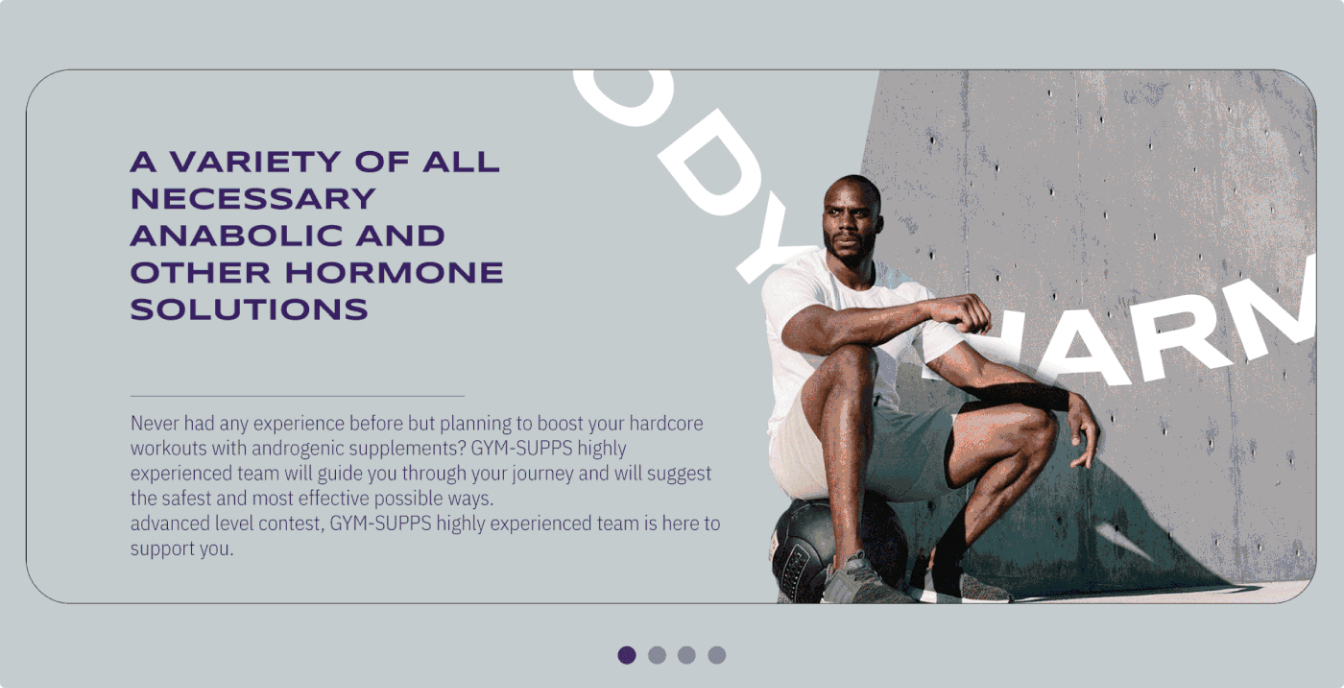 A VARIETY OF ALL
NECESSARY
ANABOLIC AND
OTHER HORMONE
SOLUTIONS
Never had any experience before but planning to boost your hardcore
workouts with androgenic supplements? GYM-SUPPS highly
experienced team will guide you through your journey and will suggest
the safest and most effective possible ways.
advanced level contest, GYM-SUPPS highly experienced team is here to
support you.
ODY
HARM